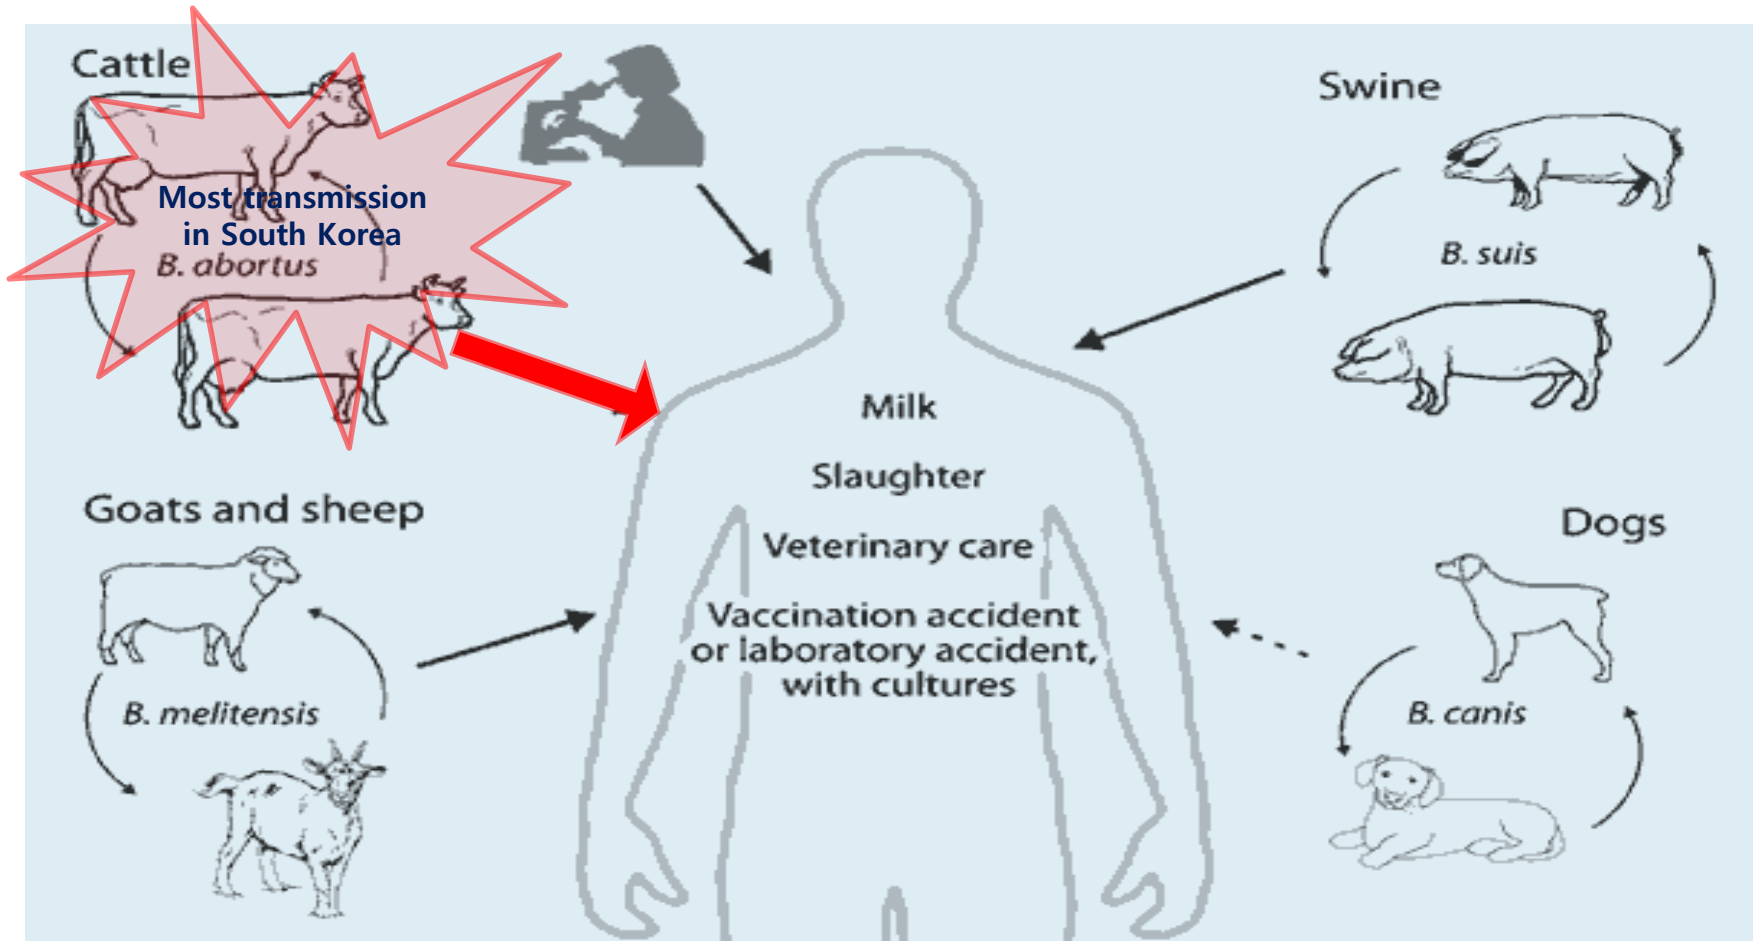 Cattle
Most transmission
in South Korea
B. abortus
Swine
B. suis
Milk
Slaughter
Veterinary care
Vaccination accident
or laboratory accident,
with cultures
Goats and sheep
B. melitensis
Dogs
B. canis